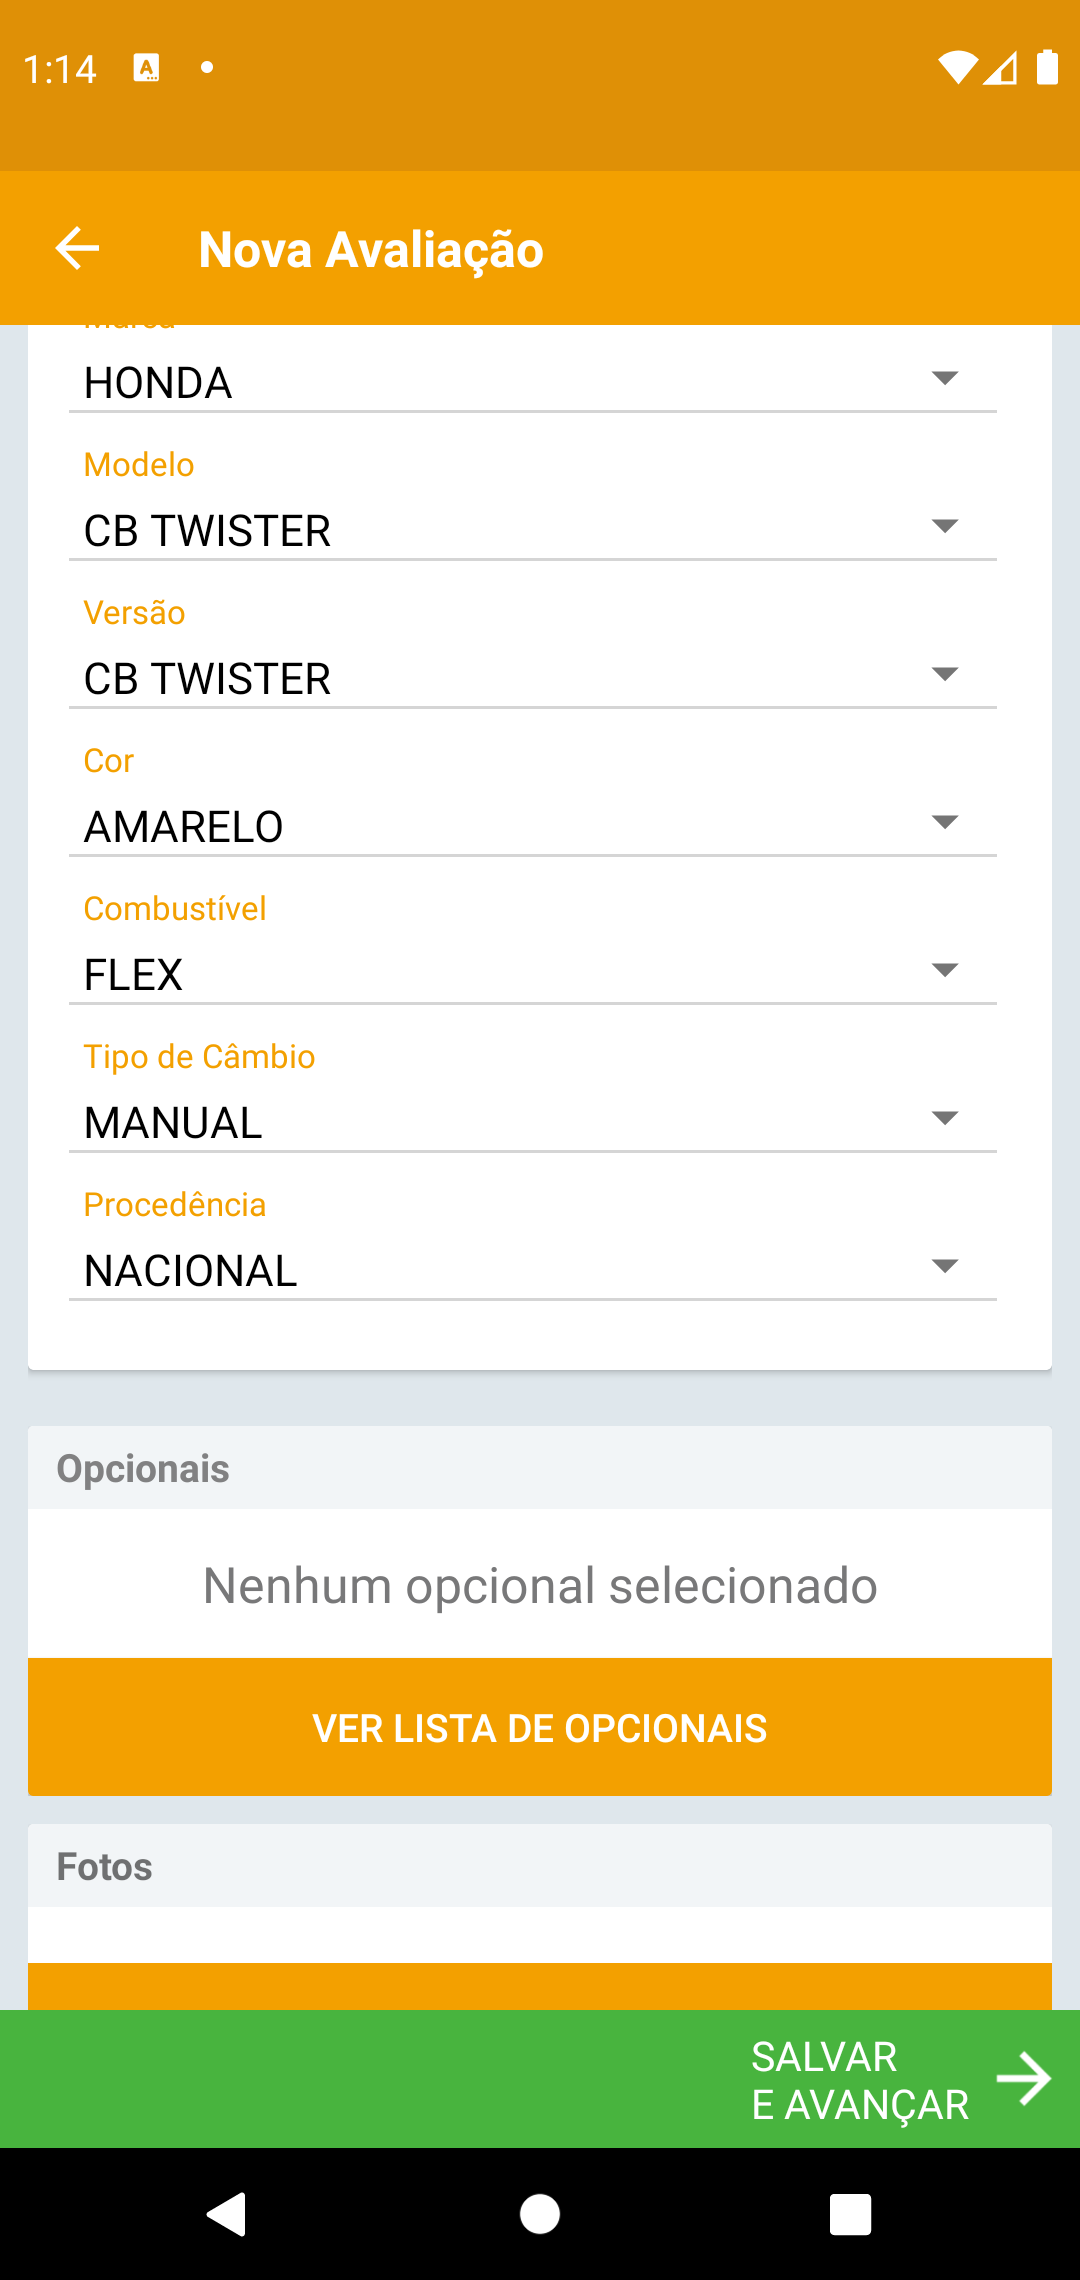 1:14
Nova Avaliação
HONDA
Modelo
CB TWISTER
Versão
CB TWISTER
Cor
AMARELO
Combustível
FLEX
Tipo de Câmbio
MANUAL
Procedência
NACIONAL
Opcionais
Nenhum opcional selecionado
VER LISTA DE OPCIONAIS
Fotos
SALVAR
E AVANÇAR